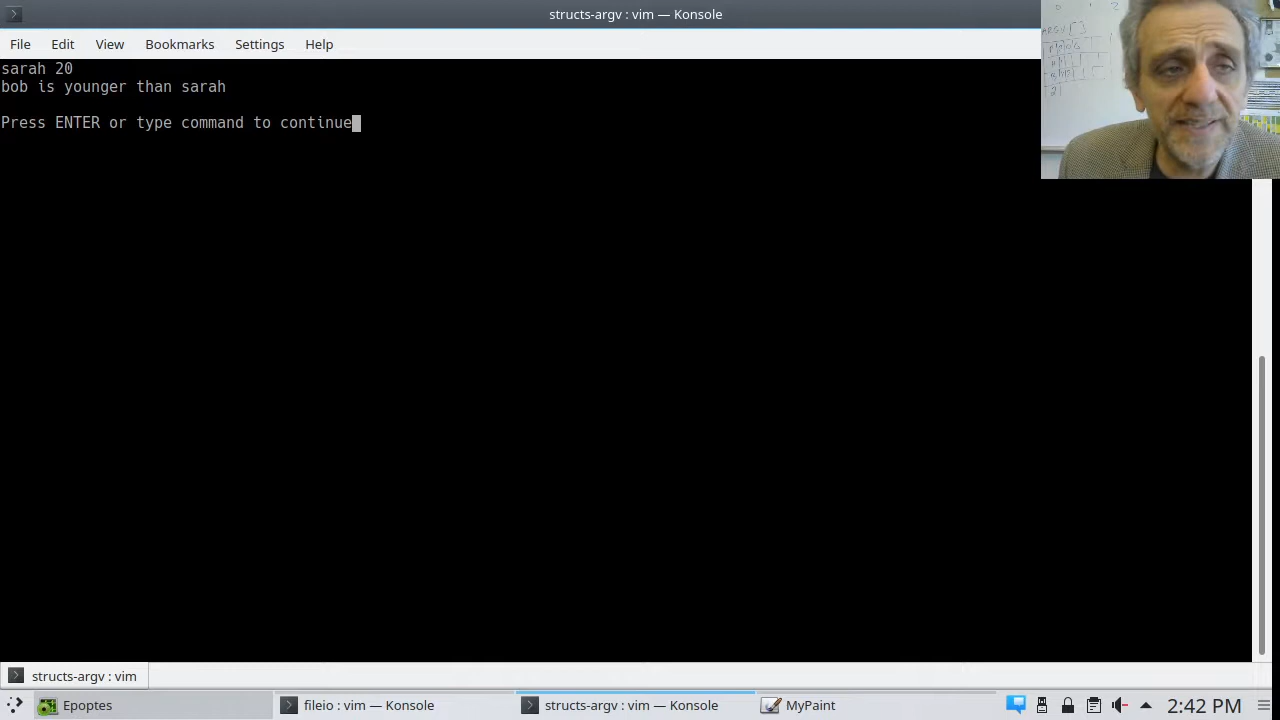 structs-argv : vim — Konsole
File Edit View Bookmarks Settings Help
sarah 20
bob is younger than sarah
Press ENTER or type command to continue
ARGV[]
structs-argv : vim
Epoptes
fileio : vim — Konsole
structs-argv : vim — Konsole
MyPaint
2:42 PM